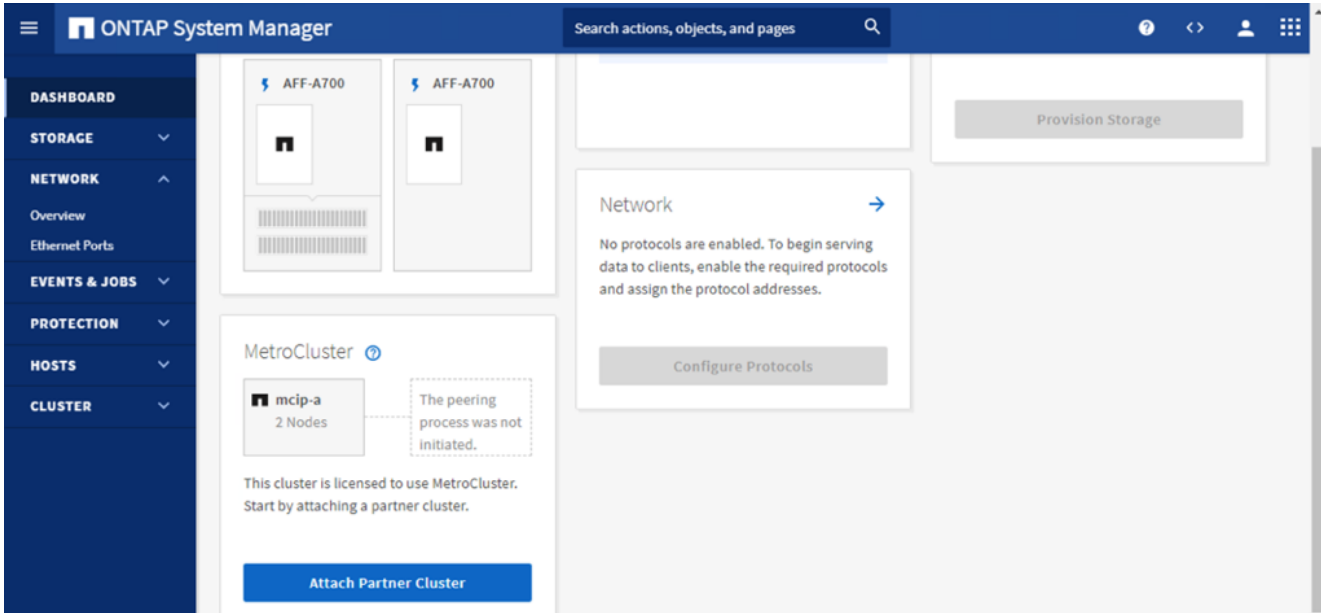 ONTAP System Manager
Search actions, objects, and pages
DASHBOARD
STORAGE
NETWORK
Overview
Ethernet Ports
EVENTS & JOBS
PROTECTION
HOSTS
CLUSTER
AFF-A700
AFF-A700
MetroCluster
mcip-a
2 Nodes
The peering
process was not
initiated.
This cluster is licensed to use MetroCluster.
Start by attaching a partner cluster.
Attach Partner Cluster
Network
No protocols are enabled. To begin serving
data to clients, enable the required protocols
and assign the protocol addresses.
Configure Protocols
Provision Storage